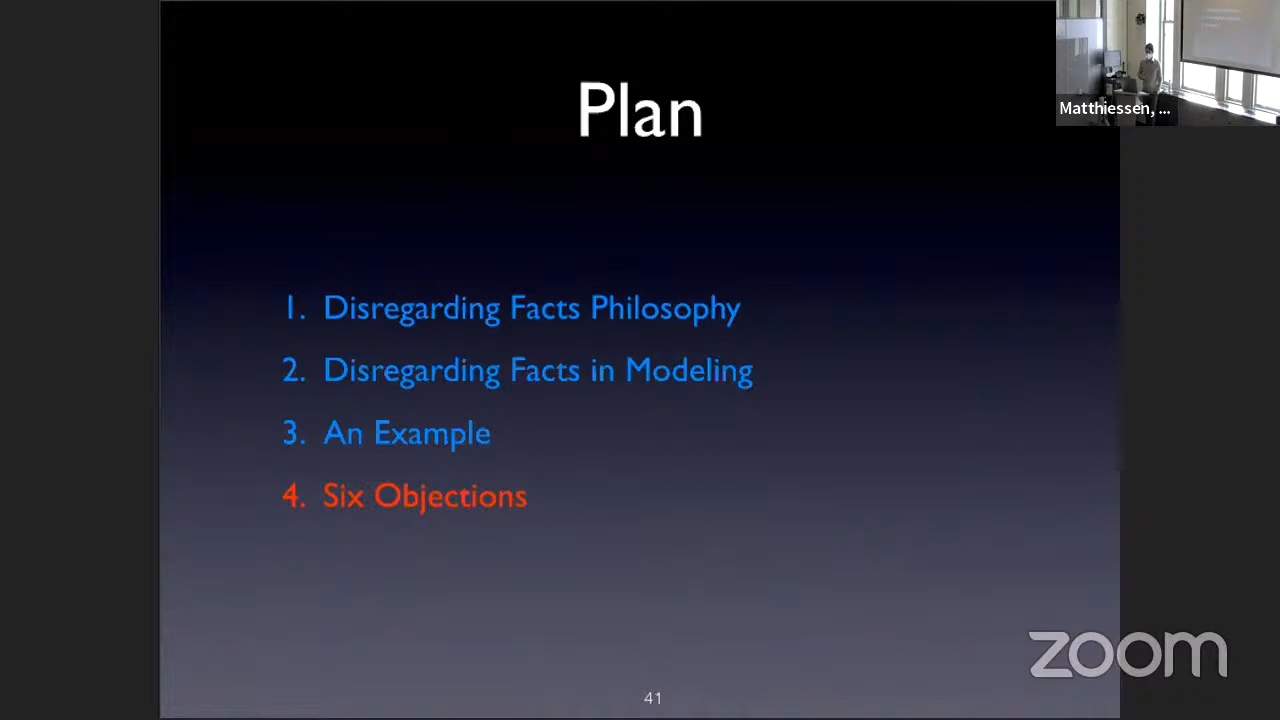 Plan
Matthiessen, ...
1. Disregarding Facts Philosophy
2. Disregarding Facts in Modeling
3. An Example
4. Six Objections
zoom
41